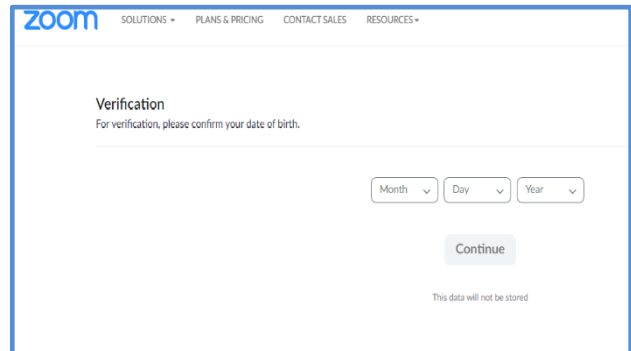 zoom SOLUTIONS PLANS & PRICING CONTACT SALES RESOURCES
Verification
For verification, please confirm your date of birth.
Month Day Year
Continue
This data will not be stored